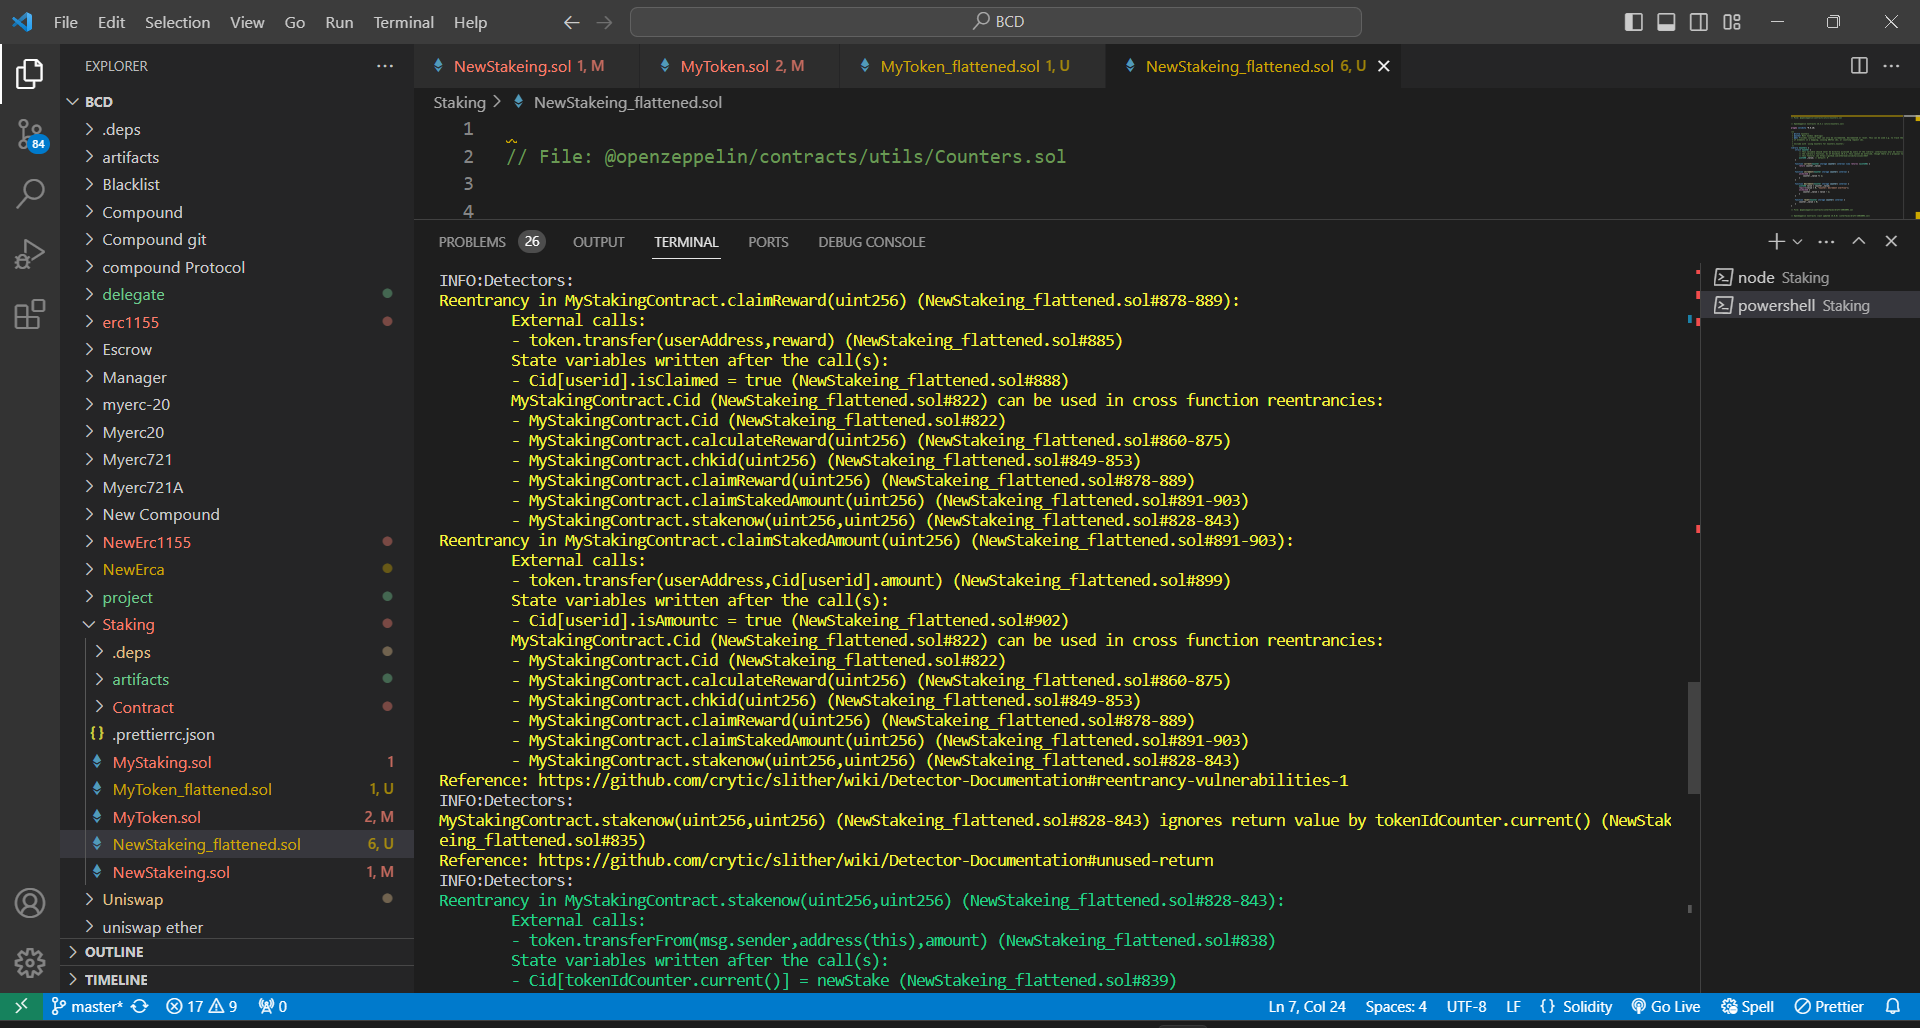 File Edit Selection View Go Run Terminal Help
BCD
EXPLORER
BCD
.deps
artifacts
Blacklist
Compound
Compound git
compound Protocol
delegate
erc1155
Escrow
Manager
myerc-20
Myerc20
Myerc721
Myerc721A
New Compound
NewErc1155
NewErca
project
Staking
.deps
artifacts
Contract
{} .prettierrc.json
MyStaking.sol 1
MyToken_flattened.sol 1, U
MyToken.sol 2, M
NewStakeing_flattened.sol 6, U
NewStakeing.sol 1, M
Uniswap
uniswap ether
OUTLINE
TIMELINE
84
NewStakeing.sol 1, M MyToken.sol 2, M MyToken_flattened.sol 1, U NewStakeing_flattened.sol 6, U
Staking > NewStakeing_flattened.sol
1
2 // File: @openzeppelin/contracts/utils/Counters.sol
3
4
PROBLEMS 26 OUTPUT TERMINAL PORTS DEBUG CONSOLE
node Staking
powershell Staking
INFO:Detectors:
Reentrancy in MyStakingContract.claimReward(uint256) (NewStakeing_flattened.sol#878-889):
External calls:
- token.transfer(userAddress,reward) (NewStakeing_flattened.sol#885)
State variables written after the call(s):
- Cid[userid].isClaimed = true (NewStakeing_flattened.sol#888)
MyStakingContract.Cid (NewStakeing_flattened.sol#822) can be used in cross function reentrancies:
- MyStakingContract.Cid (NewStakeing_flattened.sol#822)
- MyStakingContract.calculateReward(uint256) (NewStakeing_flattened.sol#860-875)
- MyStakingContract.chkid(uint256) (NewStakeing_flattened.sol#849-853)
- MyStakingContract.claimReward(uint256) (NewStakeing_flattened.sol#878-889)
- MyStakingContract.claimStakedAmount(uint256) (NewStakeing_flattened.sol#891-903)
- MyStakingContract.stakenow(uint256,uint256) (NewStakeing_flattened.sol#828-843)
Reentrancy in MyStakingContract.claimStakedAmount(uint256) (NewStakeing_flattened.sol#891-903):
External calls:
- token.transfer(userAddress,Cid[userid].amount) (NewStakeing_flattened.sol#899)
State variables written after the call(s):
- Cid[userid].isAmountc = true (NewStakeing_flattened.sol#902)
MyStakingContract.Cid (NewStakeing_flattened.sol#822) can be used in cross function reentrancies:
- MyStakingContract.Cid (NewStakeing_flattened.sol#822)
- MyStakingContract.calculateReward(uint256) (NewStakeing_flattened.sol#860-875)
- MyStakingContract.chkid(uint256) (NewStakeing_flattened.sol#849-853)
- MyStakingContract.claimReward(uint256) (NewStakeing_flattened.sol#878-889)
- MyStakingContract.claimStakedAmount(uint256) (NewStakeing_flattened.sol#891-903)
- MyStakingContract.stakenow(uint256,uint256) (NewStakeing_flattened.sol#828-843)
Reference: https://github.com/crytic/slither/wiki/Detector-Documentation#reentrancy-vulnerabilities-1
INFO:Detectors:
MyStakingContract.stakenow(uint256,uint256) (NewStakeing_flattened.sol#828-843) ignores return value by tokenIdCounter.current() (NewStak
eing_flattened.sol#835)
Reference: https://github.com/crytic/slither/wiki/Detector-Documentation#unused-return
INFO:Detectors:
Reentrancy in MyStakingContract.stakenow(uint256,uint256) (NewStakeing_flattened.sol#828-843):
External calls:
- token.transferFrom(msg.sender,address(this),amount) (NewStakeing_flattened.sol#838)
State variables written after the call(s):
- Cid[tokenIdCounter.current()] = newStake (NewStakeing_flattened.sol#839)
master* 17 9 0 Ln 7, Col 24 Spaces: 4 UTF-8 LF {} Solidity Go Live Spell Prettier